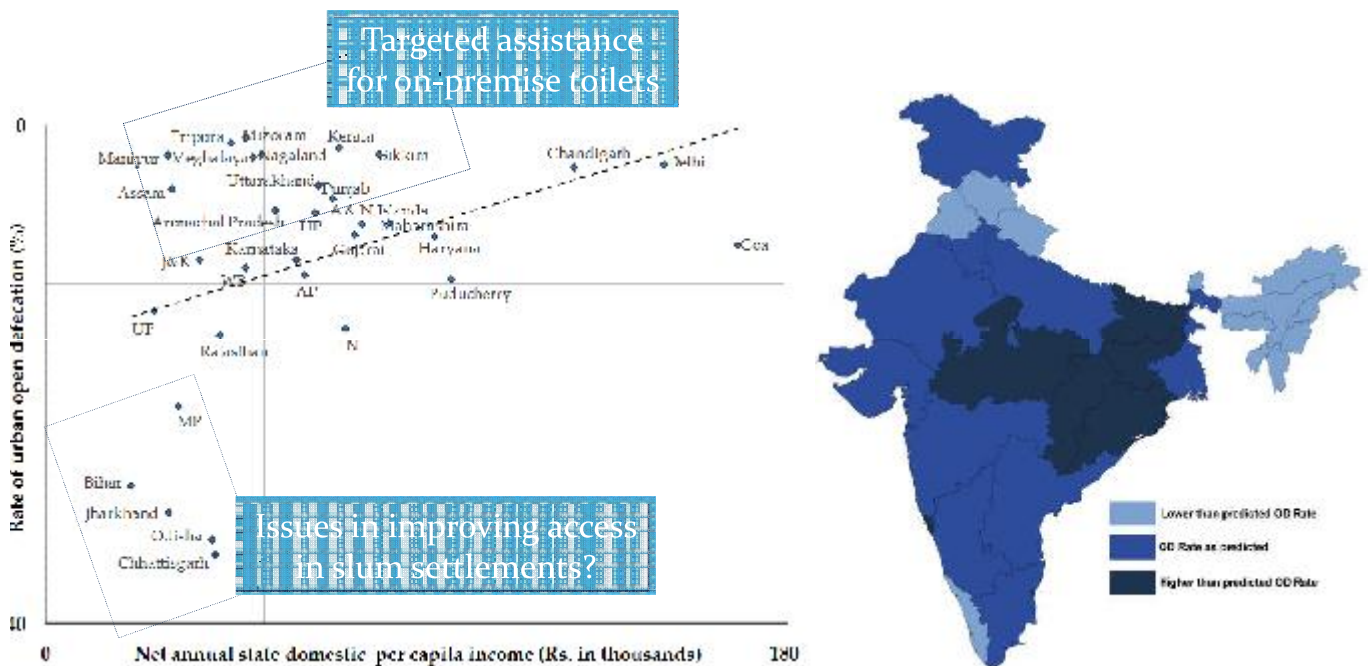 Targeted assistance
for on-premise toilets
0
Tripura
Mizoram
Kerala
Manipur
Meghalaya
Nagaland
Sikkim
Chandigarh
Delhi
Assam
Uttarakhand
Punjab
Arunachal Pradesh
HP
A& N Islands
Maharashtra
Karnataka
Gujrat
Haryana
Goa
J&K
WB
AP
Puducherry
UP
Rajasthan
MP
Bihar
Jharkhand
Odisha
Chhattisgarh
Issues in improving access
in slum settlements?
Rate of urban open defecation (%)
40
0
Net annual state domestic per capita income (Rs. in thousands)
180
Lower than predicted OD Rate
OD Rate as predicted
Higher than predicted OD Rate